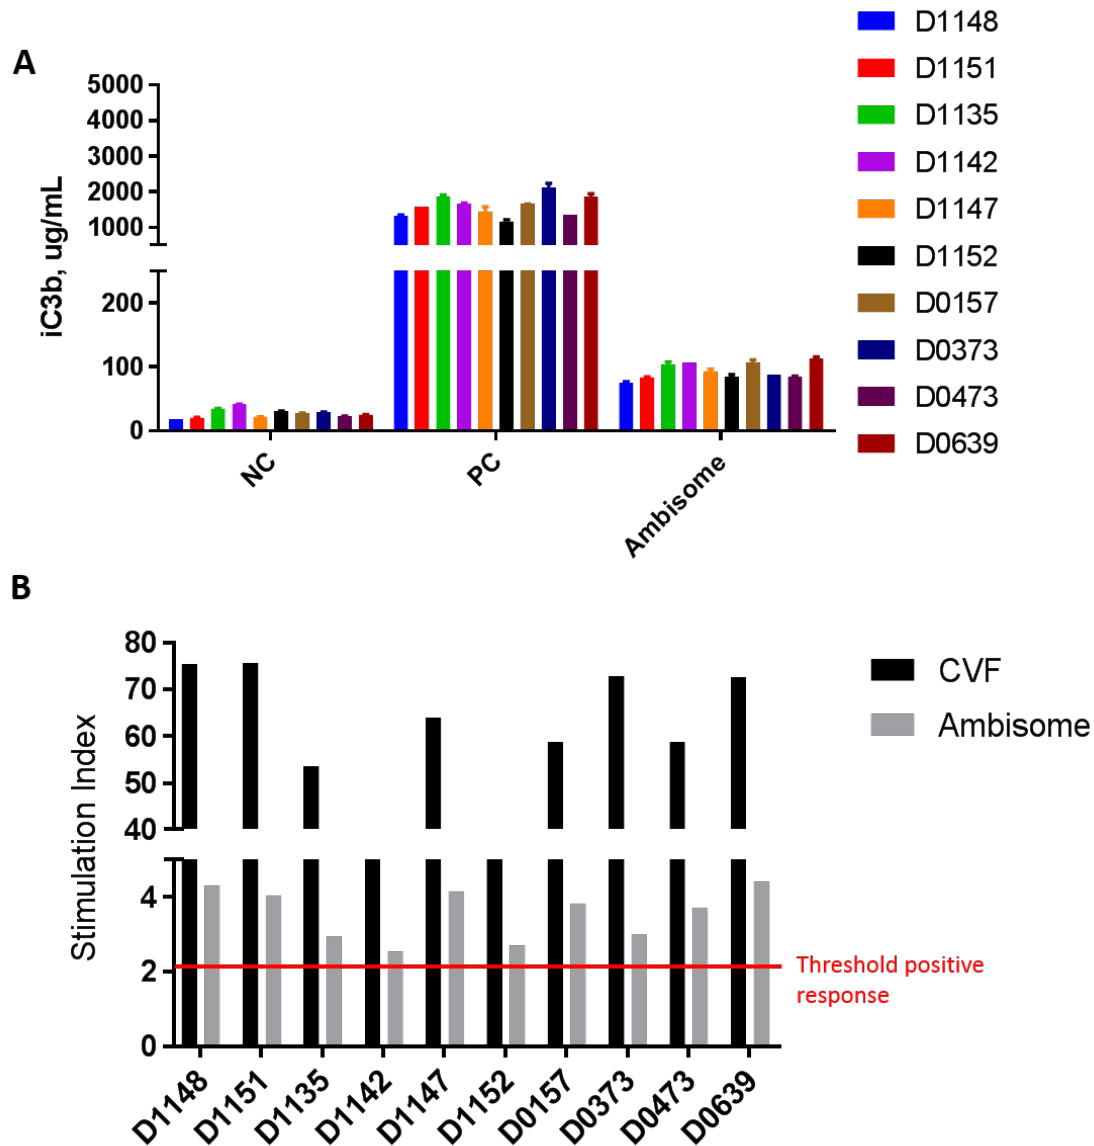 A
5000
4000
3000
2000
1000
200
100
0
iC3b, ug/mL
NC
PC
Ambisome
D1148
D1151
D1135
D1142
D1147
D1152
D0157
D0373
D0473
D0639
B
80
70
60
50
40
4
2
0
Stimulation Index
D1148
D1151
D1135
D1142
D1147
D1152
D0157
D0373
D0473
D0639
CVF
Ambisome
Threshold positive
response